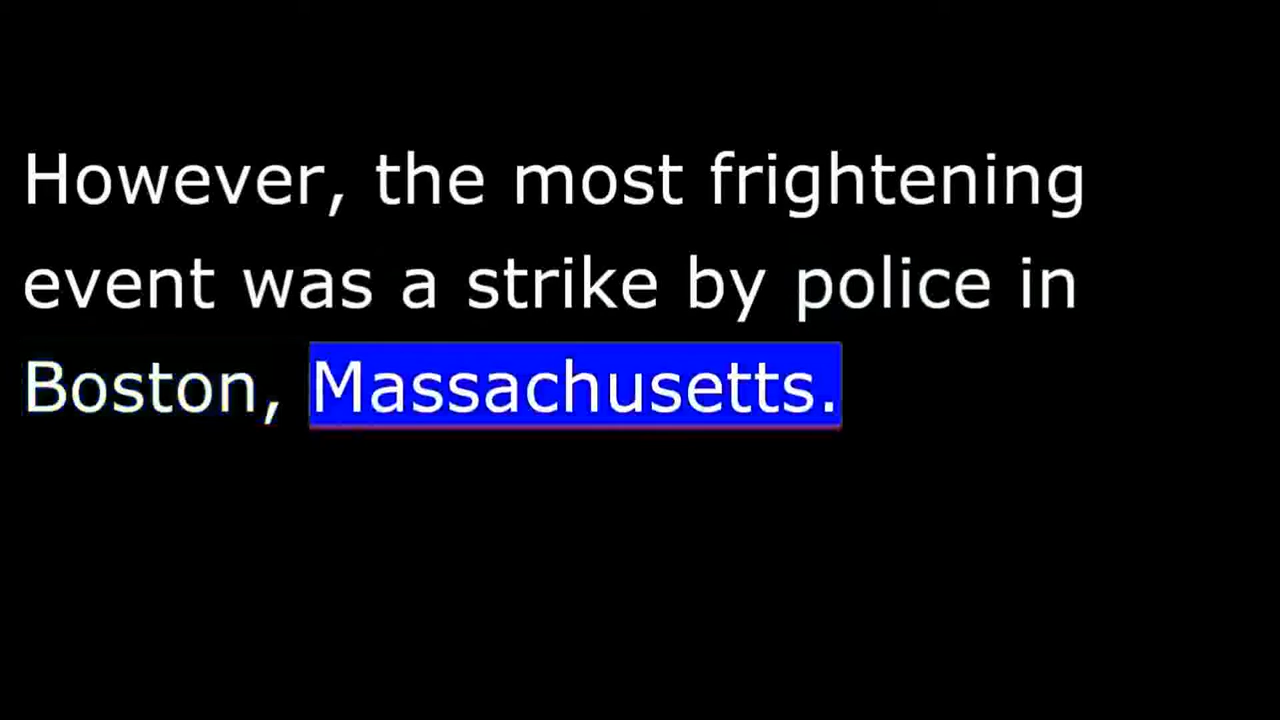 However, the most frightening
event was a strike by police in
Boston, Massachusetts.